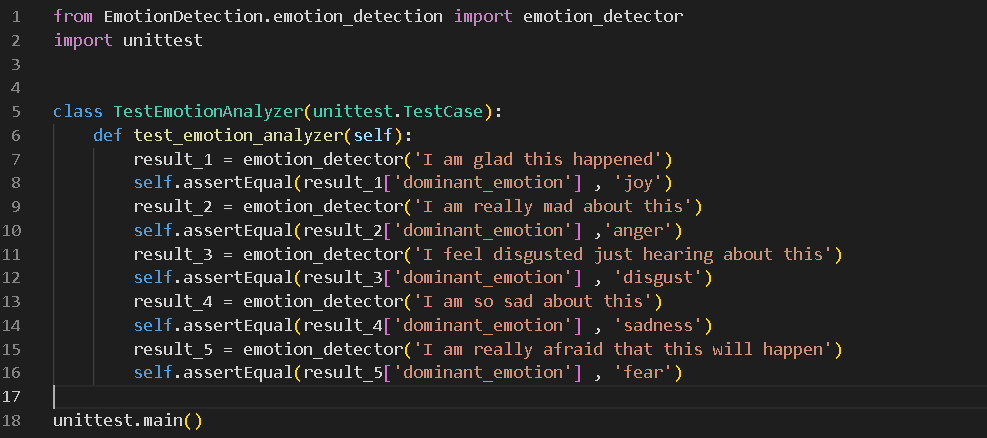 1 from EmotionDetection.emotion_detection import emotion_detector
2 import unittest
3
4
5 class TestEmotionAnalyzer(unittest.TestCase):
6     def test_emotion_analyzer(self):
7         result_1 = emotion_detector('I am glad this happened')
8         self.assertEqual(result_1['dominant_emotion'] , 'joy')
9         result_2 = emotion_detector('I am really mad about this')
10         self.assertEqual(result_2['dominant_emotion'] ,'anger')
11         result_3 = emotion_detector('I feel disgusted just hearing about this')
12         self.assertEqual(result_3['dominant_emotion'] , 'disgust')
13         result_4 = emotion_detector('I am so sad about this')
14         self.assertEqual(result_4['dominant_emotion'] , 'sadness')
15         result_5 = emotion_detector('I am really afraid that this will happen')
16         self.assertEqual(result_5['dominant_emotion'] , 'fear')
17
18 unittest.main()